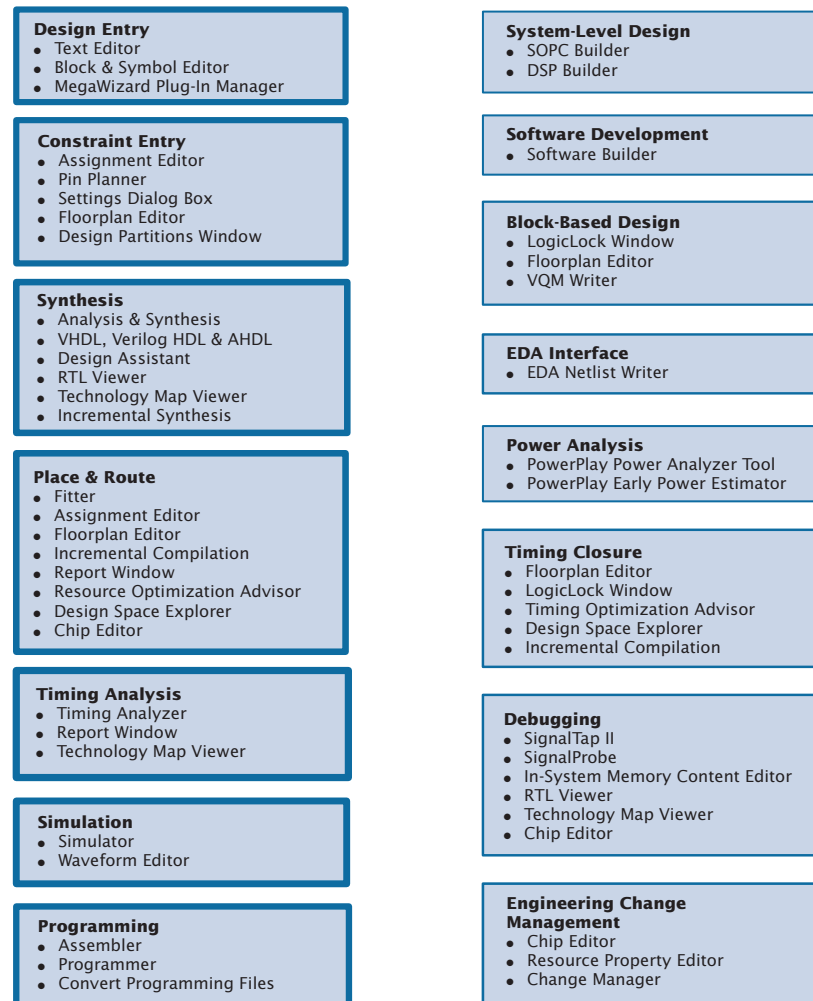 Design Entry
• Text Editor
• Block & Symbol Editor
• MegaWizard Plug-In Manager
Constraint Entry
• Assignment Editor
• Pin Planner
• Settings Dialog Box
• Floorplan Editor
• Design Partitions Window
Synthesis
• Analysis & Synthesis
• VHDL, Verilog HDL & AHDL
• Design Assistant
• RTL Viewer
• Technology Map Viewer
• Incremental Synthesis
Place & Route
• Fitter
• Assignment Editor
• Floorplan Editor
• Incremental Compilation
• Report Window
• Resource Optimization Advisor
• Design Space Explorer
• Chip Editor
Timing Analysis
• Timing Analyzer
• Report Window
• Technology Map Viewer
Simulation
• Simulator
• Waveform Editor
Programming
• Assembler
• Programmer
• Convert Programming Files
System-Level Design
• SOPC Builder
• DSP Builder
Software Development
• Software Builder
Block-Based Design
• LogicLock Window
• Floorplan Editor
• VQM Writer
EDA Interface
• EDA Netlist Writer
Power Analysis
• PowerPlay Power Analyzer Tool
• PowerPlay Early Power Estimator
Timing Closure
• Floorplan Editor
• LogicLock Window
• Timing Optimization Advisor
• Design Space Explorer
• Incremental Compilation
Debugging
• SignalTap II
• SignalProbe
• In-System Memory Content Editor
• RTL Viewer
• Technology Map Viewer
• Chip Editor
Engineering Change
Management
• Chip Editor
• Resource Property Editor
• Change Manager